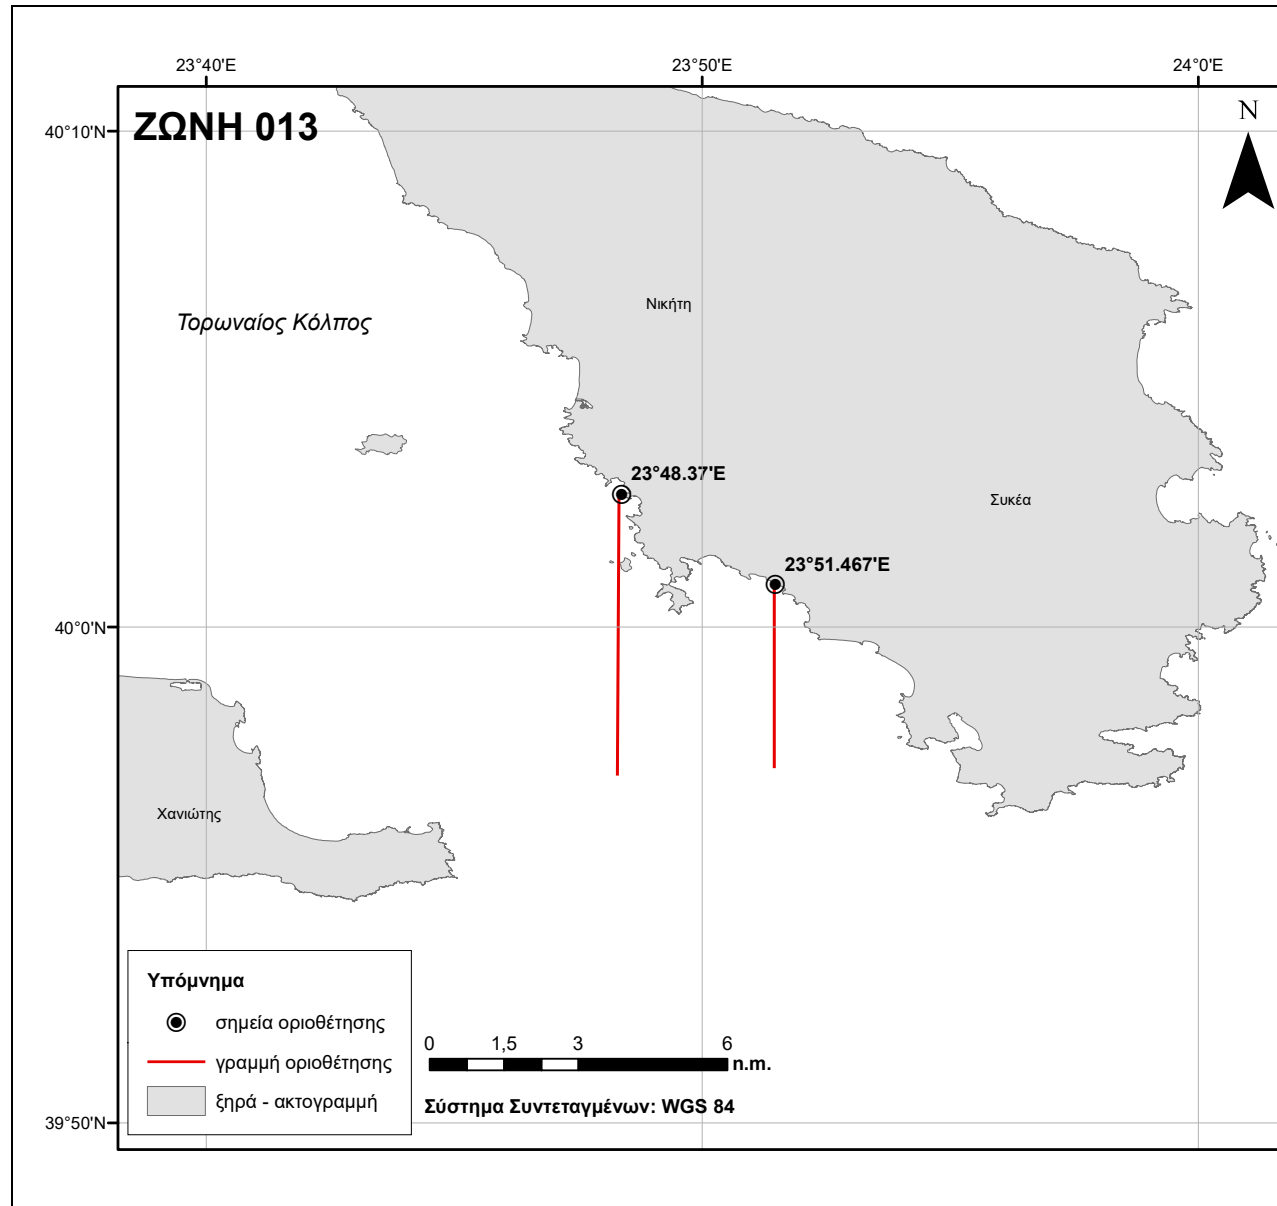 23°40'E 23°50'E 24°0'E
ΖΩΝΗ 013
N
40°10'N
Νικήτη
Τορωναίος Κόλπος
23°48.37'E
Συκέα
23°51.467'E
40°0'N
Χανιώτης
Υπόμνημα
σημεία οριοθέτησης
γραμμή οριοθέτησης
ξηρά - ακτογραμμή
0 1,5 3 6
n.m.
Σύστημα Συντεταγμένων: WGS 84
39°50'N